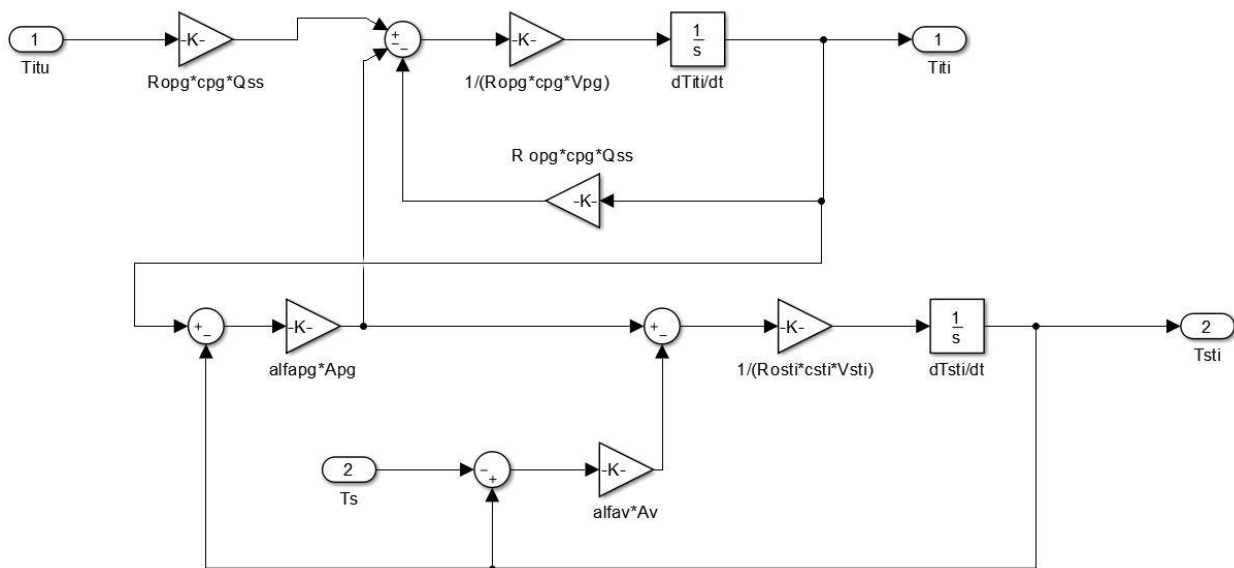 1
Titu
-K-
Ropg*cpg*Qss
+
−
−
-K-
1/(Ropg*cpg*Vpg)
1
s
dTiti/dt
1
Titi
R opg*cpg*Qss
-K-
+
−
-K-
alfapg*Apg
+
−
-K-
1/(Rosti*csti*Vsti)
1
s
dTsti/dt
2
Tsti
2
Ts
−
+
-K-
alfav*Av